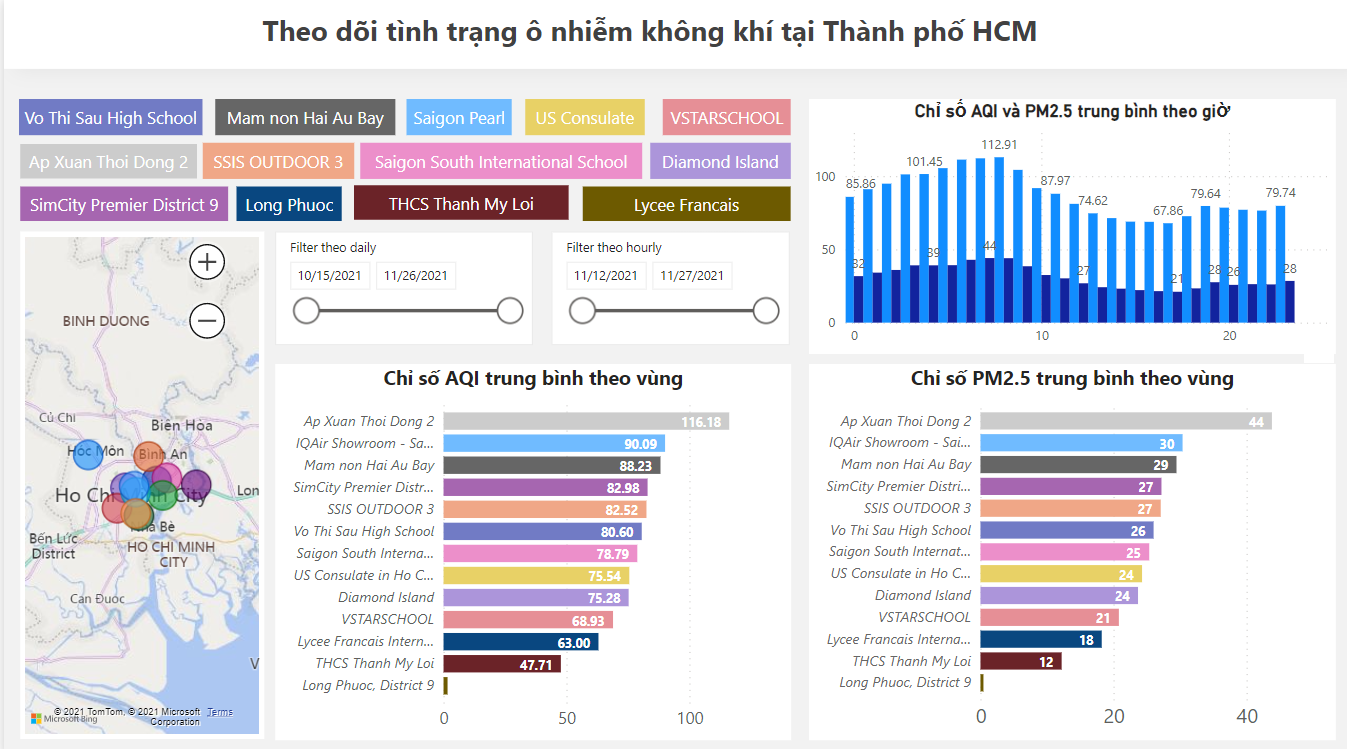 Theo dõi tình trạng ô nhiễm không khí tại Thành phố HCM
Vo Thi Sau High School
Mam non Hai Au Bay
Saigon Pearl
US Consulate
VSTARSCHOOL
Ap Xuan Thoi Dong 2
SSIS OUTDOOR 3
Saigon South International School
Diamond Island
SimCity Premier District 9
Long Phuoc
THCS Thanh My Loi
Lycee Francais
BINH DUONG
Củ Chi
Biên Hòa
Hóc Môn
Bình An
Ho Chi Minh City
Lon
Nhà Bè
Bến Lức
District
HO CHI MINH
CITY
Cần Đước
V
© 2021 TomTom, © 2021 Microsoft
Corporation
Terms
Microsoft Bing
Filter theo daily
10/15/2021
11/26/2021
Filter theo hourly
11/12/2021
11/27/2021
Chỉ số AQI và PM2.5 trung bình theo giờ
100
50
0
85.86
101.45
112.91
87.97
74.62
67.86
79.64
79.74
32
39
44
27
21
28
26
28
0
10
20
Chỉ số AQI trung bình theo vùng
Ap Xuan Thoi Dong 2 116.18
IQAir Showroom - Sa... 90.09
Mam non Hai Au Bay 88.23
SimCity Premier Distr... 82.98
SSIS OUTDOOR 3 82.52
Vo Thi Sau High School 80.60
Saigon South Interna... 78.79
US Consulate in Ho C... 75.54
Diamond Island 75.28
VSTARSCHOOL 68.93
Lycee Francais Intern... 63.00
THCS Thanh My Loi 47.71
Long Phuoc, District 9
0 50 100
Chỉ số PM2.5 trung bình theo vùng
Ap Xuan Thoi Dong 2 44
IQAir Showroom - Sai... 30
Mam non Hai Au Bay 29
SimCity Premier Distri... 27
SSIS OUTDOOR 3 27
Vo Thi Sau High School 26
Saigon South Internat... 25
US Consulate in Ho C... 24
Diamond Island 24
VSTARSCHOOL 21
Lycee Francais Interna... 18
THCS Thanh My Loi 12
Long Phuoc, District 9
0 20 40